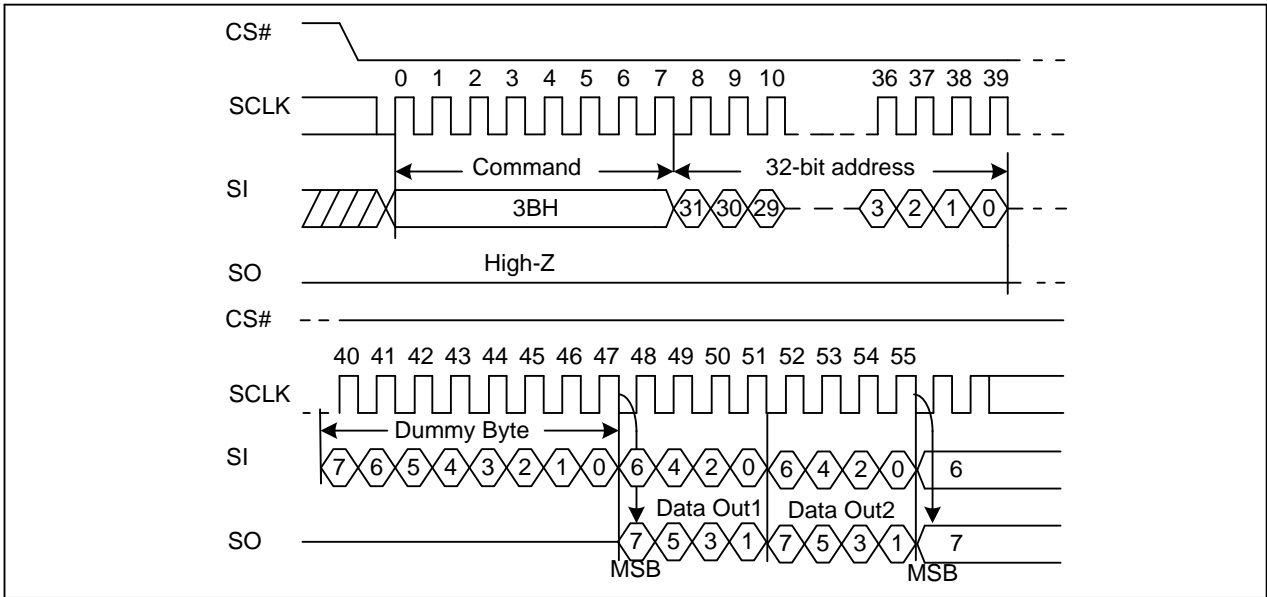 CS#
0 1 2 3 4 5 6 7 8 9 10 36 37 38 39
SCLK
Command 32-bit address
SI
3BH 31 30 29 3 2 1 0
High-Z
SO
CS#
40 41 42 43 44 45 46 47 48 49 50 51 52 53 54 55
SCLK
Dummy Byte
SI
7 6 5 4 3 2 1 0 6 4 2 0 6 4 2 0 6
Data Out1 Data Out2
SO
7 5 3 1 7 5 3 1 7
MSB MSB